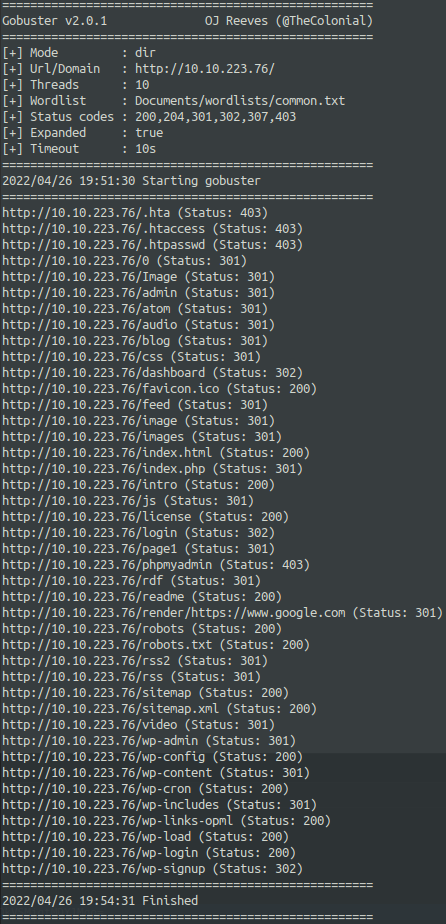 =====================================================
Gobuster v2.0.1              OJ Reeves (@TheColonial)
=====================================================
[+] Mode         : dir
[+] Url/Domain   : http://10.10.223.76/
[+] Threads      : 10
[+] Wordlist     : Documents/wordlists/common.txt
[+] Status codes : 200,204,301,302,307,403
[+] Expanded     : true
[+] Timeout      : 10s
=====================================================
2022/04/26 19:51:30 Starting gobuster
=====================================================
http://10.10.223.76/.hta (Status: 403)
http://10.10.223.76/.htaccess (Status: 403)
http://10.10.223.76/.htpasswd (Status: 403)
http://10.10.223.76/0 (Status: 301)
http://10.10.223.76/Image (Status: 301)
http://10.10.223.76/admin (Status: 301)
http://10.10.223.76/atom (Status: 301)
http://10.10.223.76/audio (Status: 301)
http://10.10.223.76/blog (Status: 301)
http://10.10.223.76/css (Status: 301)
http://10.10.223.76/dashboard (Status: 302)
http://10.10.223.76/favicon.ico (Status: 200)
http://10.10.223.76/feed (Status: 301)
http://10.10.223.76/image (Status: 301)
http://10.10.223.76/images (Status: 301)
http://10.10.223.76/index.html (Status: 200)
http://10.10.223.76/index.php (Status: 301)
http://10.10.223.76/intro (Status: 200)
http://10.10.223.76/js (Status: 301)
http://10.10.223.76/license (Status: 200)
http://10.10.223.76/login (Status: 302)
http://10.10.223.76/page1 (Status: 301)
http://10.10.223.76/phpmyadmin (Status: 403)
http://10.10.223.76/rdf (Status: 301)
http://10.10.223.76/readme (Status: 200)
http://10.10.223.76/render/https://www.google.com (Status: 301)
http://10.10.223.76/robots (Status: 200)
http://10.10.223.76/robots.txt (Status: 200)
http://10.10.223.76/rss2 (Status: 301)
http://10.10.223.76/rss (Status: 301)
http://10.10.223.76/sitemap (Status: 200)
http://10.10.223.76/sitemap.xml (Status: 200)
http://10.10.223.76/video (Status: 301)
http://10.10.223.76/wp-admin (Status: 301)
http://10.10.223.76/wp-config (Status: 200)
http://10.10.223.76/wp-content (Status: 301)
http://10.10.223.76/wp-cron (Status: 200)
http://10.10.223.76/wp-includes (Status: 301)
http://10.10.223.76/wp-links-opml (Status: 200)
http://10.10.223.76/wp-load (Status: 200)
http://10.10.223.76/wp-login (Status: 200)
http://10.10.223.76/wp-signup (Status: 302)
=====================================================
2022/04/26 19:54:31 Finished
=====================================================